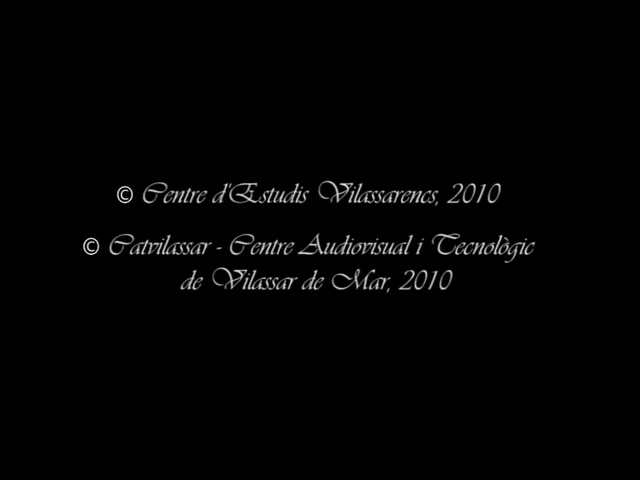 © Centre d'Estudis Vilassarencs, 2010
© Catvilassar - Centre Audiovisual i Tecnològic
de Vilassar de Mar, 2010